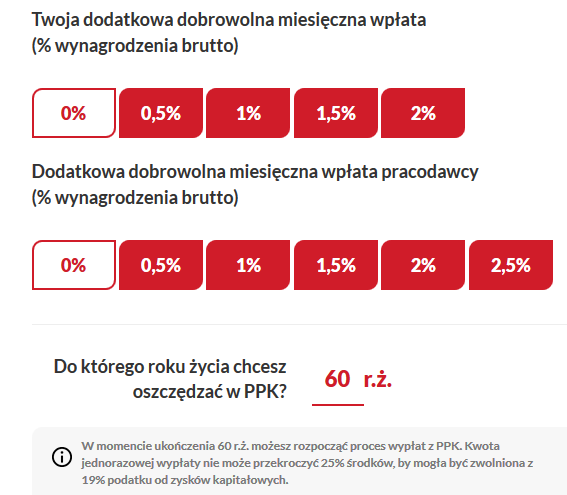 Twoja dodatkowa dobrowolna miesięczna wpłata
(% wynagrodzenia brutto)
0% 0,5% 1% 1,5% 2%
Dodatkowa dobrowolna miesięczna wpłata pracodawcy
(% wynagrodzenia brutto)
0% 0,5% 1% 1,5% 2% 2,5%
Do którego roku życia chcesz
oszczędzać w PPK?
60 r.ż.
W momencie ukończenia 60 r.ż. możesz rozpocząć proces wypłat z PPK. Kwota
jednorazowej wypłaty nie może przekroczyć 25% środków, by mogła być zwolniona z
19% podatku od zysków kapitałowych.